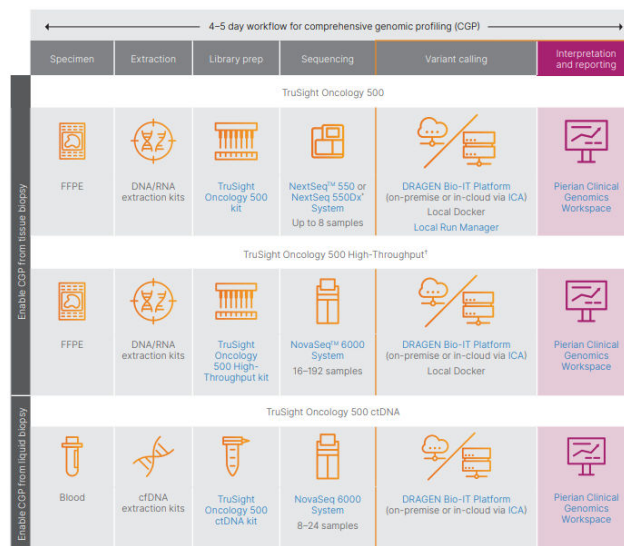 4–5 day workflow for comprehensive genomic profiling (CGP)
Specimen
Extraction
Library prep
Sequencing
Variant calling
Interpretation
and reporting
Enable CGP from tissue biopsy
TruSight Oncology 500
FFPE
DNA/RNA
extraction kits
TruSight
Oncology 500
kit
NextSeq™ 550 or
NextSeq 550Dx*
System
Up to 8 samples
DRAGEN Bio-IT Platform
(on-premise or in-cloud via ICA)
Local Docker
Local Run Manager
Pierian Clinical
Genomics
Workspace
TruSight Oncology 500 High-Throughput†
FFPE
DNA/RNA
extraction kits
TruSight
Oncology
500 High-
Throughput kit
NovaSeq™ 6000
System
16–192 samples
DRAGEN Bio-IT Platform
(on-premise or in-cloud via ICA)
Local Docker
Pierian Clinical
Genomics
Workspace
Enable CGP from liquid biopsy
TruSight Oncology 500 ctDNA
Blood
cfDNA
extraction kits
TruSight
Oncology 500
ctDNA kit
NovaSeq 6000
System
8–24 samples
DRAGEN Bio-IT Platform
(on-premise or in-cloud via ICA)
Pierian Clinical
Genomics
Workspace